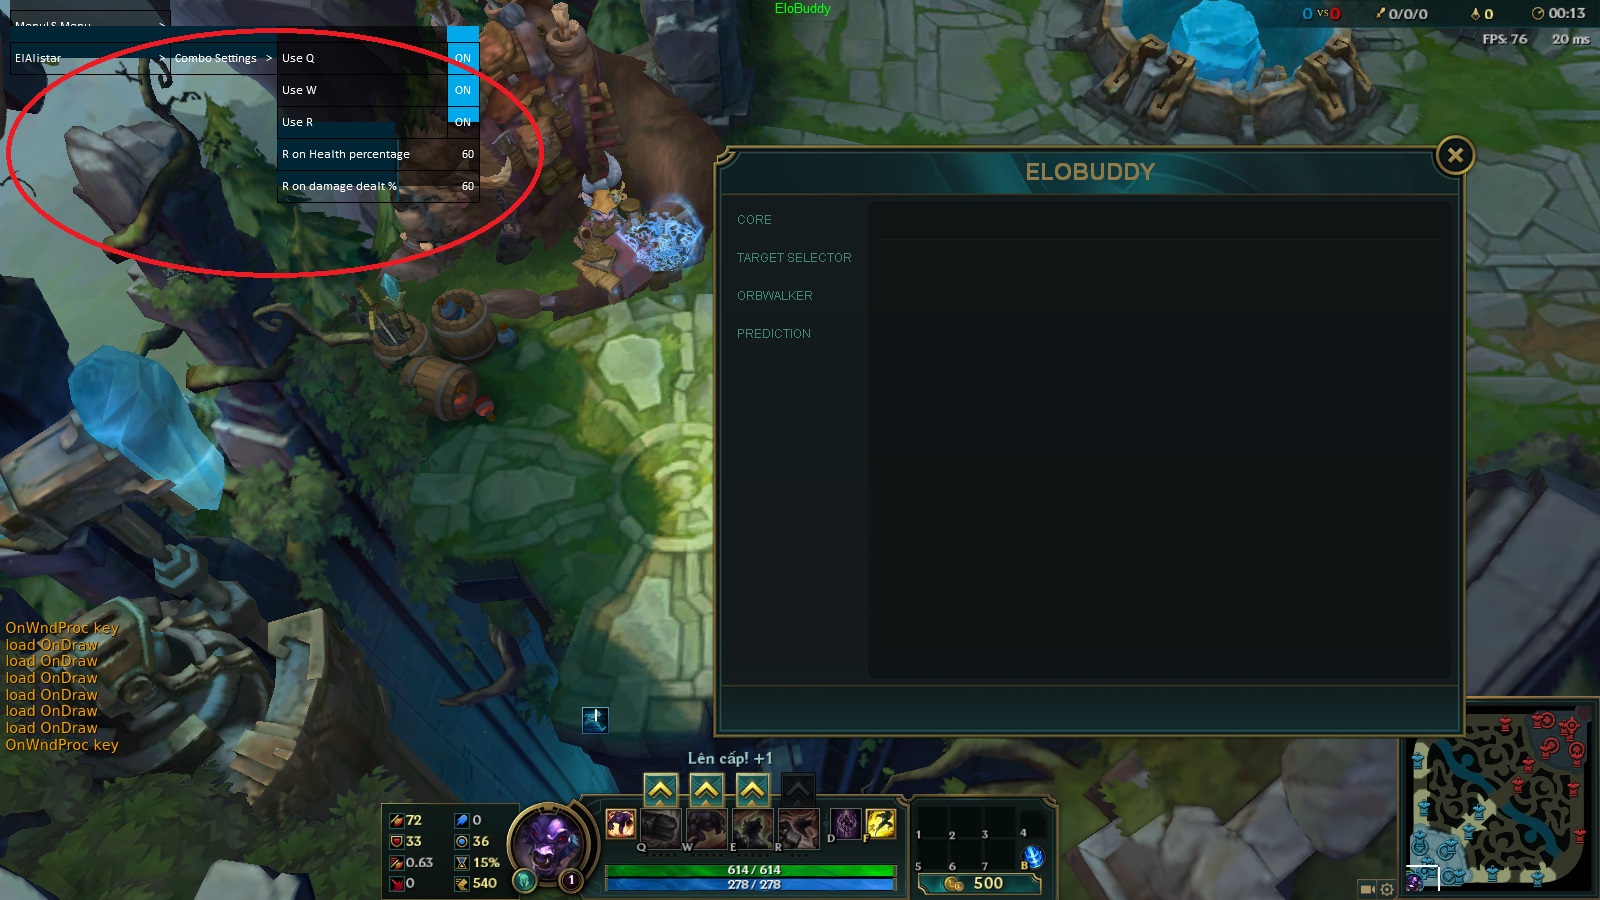 EloBuddy
0 vs 0
0/0/0
0
00:13
FPS: 76
20 ms
Menu!& Menu >
ElAlistar >
Combo Settings >
Use Q ON
Use W ON
Use R ON
R on Health percentage 60
R on damage dealt % 60
ELOBUDDY
CORE
TARGET SELECTOR
ORBWALKER
PREDICTION
OnWndProc key
load OnDraw
load OnDraw
load OnDraw
load OnDraw
load OnDraw
load OnDraw
OnWndProc key
Lên cấp! +1
72 0
33 36
0.63 15%
0 540
1
Q W E R
D F
614 / 614
278 / 278
1 2 3 4
5 6 7 B
500